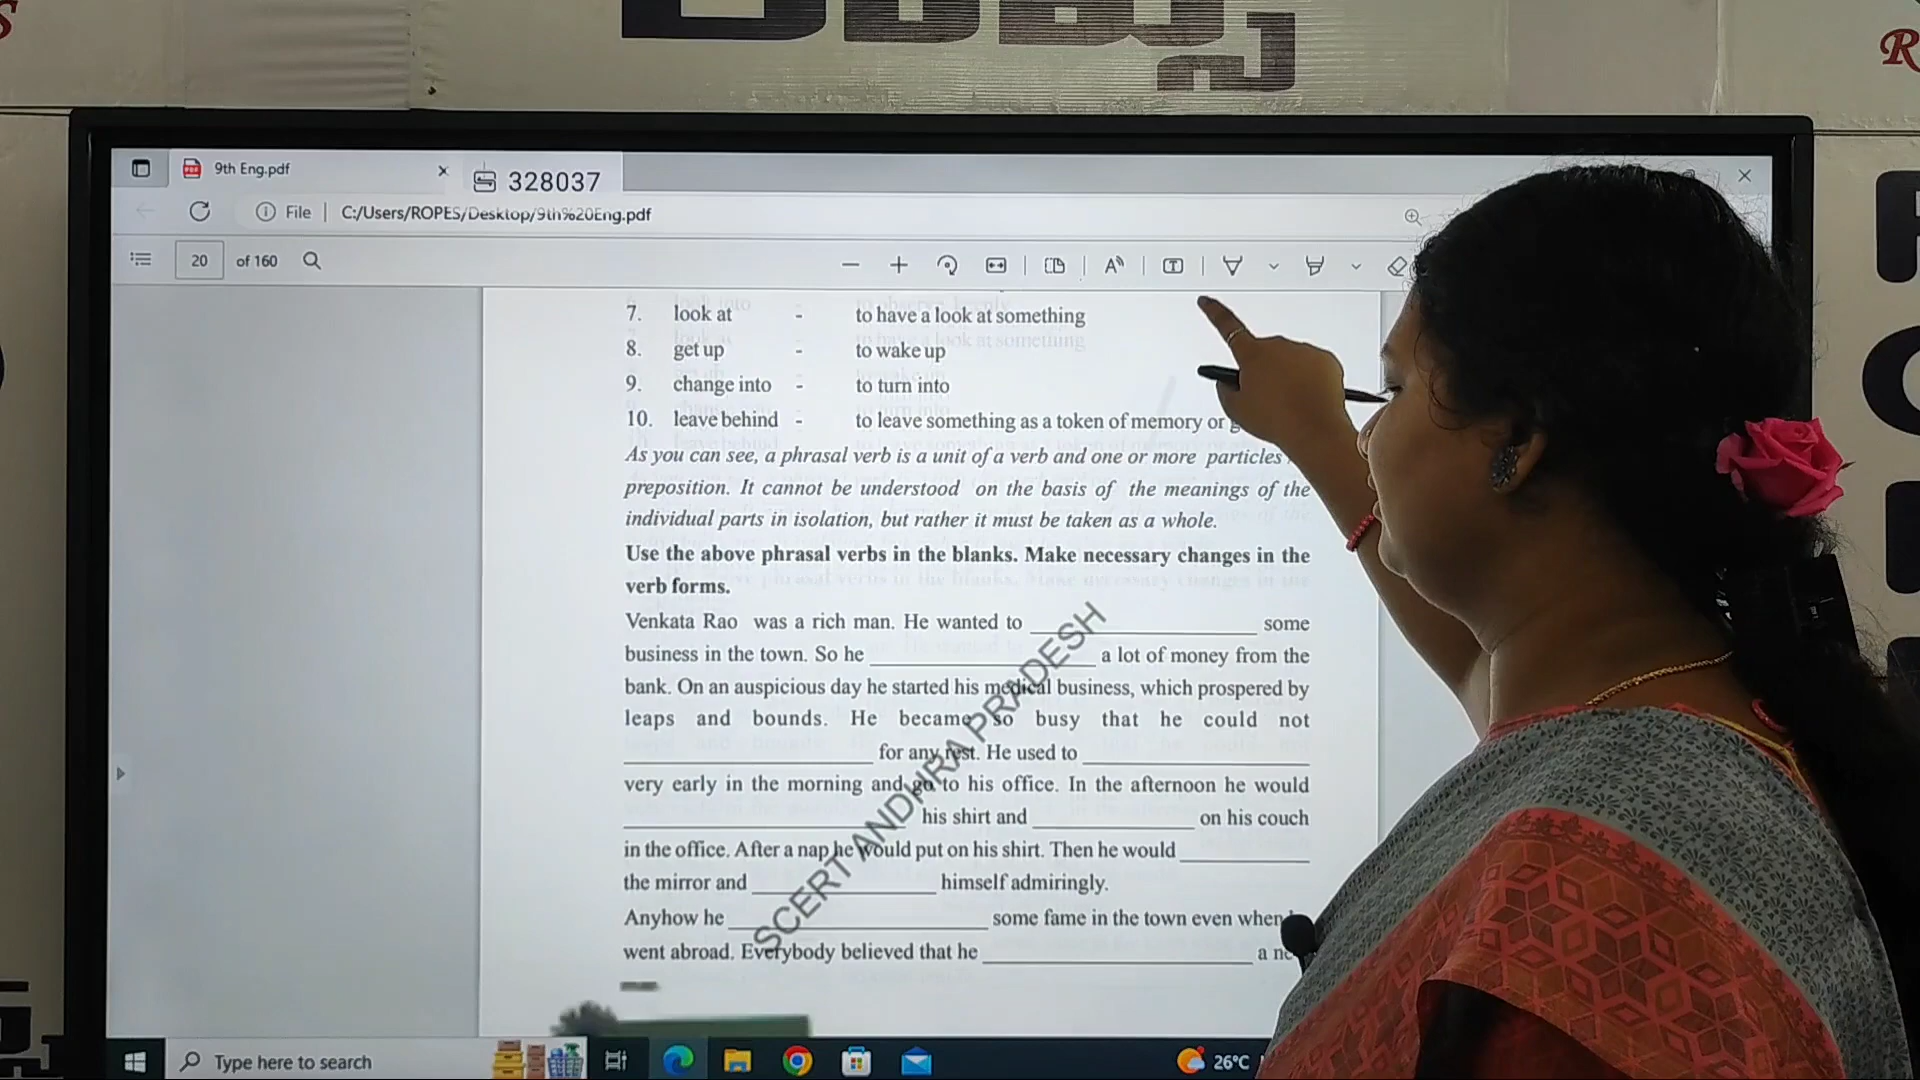 9th Eng.pdf
328037
File
C:/Users/ROPES/Desktop/9th%20Eng.pdf
20 of 160
7. look at - to have a look at something
8. get up - to wake up
9. change into - to turn into
10. leave behind - to leave something as a token of memory or
As you can see, a phrasal verb is a unit of a verb and one or more particles
preposition. It cannot be understood on the basis of the meanings of the
individual parts in isolation, but rather it must be taken as a whole.
Use the above phrasal verbs in the blanks. Make necessary changes in the
verb forms.
Venkata Rao was a rich man. He wanted to ____________ some
business in the town. So he ____________ a lot of money from the
bank. On an auspicious day he started his medical business, which prospered by
leaps and bounds. He became so busy that he could not
____________ for any rest. He used to ____________
very early in the morning and go to his office. In the afternoon he would
____________ his shirt and ____________ on his couch
in the office. After a nap he would put on his shirt. Then he would ____________
the mirror and ____________ himself admiringly.
Anyhow he ____________ some fame in the town even when
went abroad. Everybody believed that he ____________ a
SCERT ANDHRA PRADESH
Type here to search
26°C